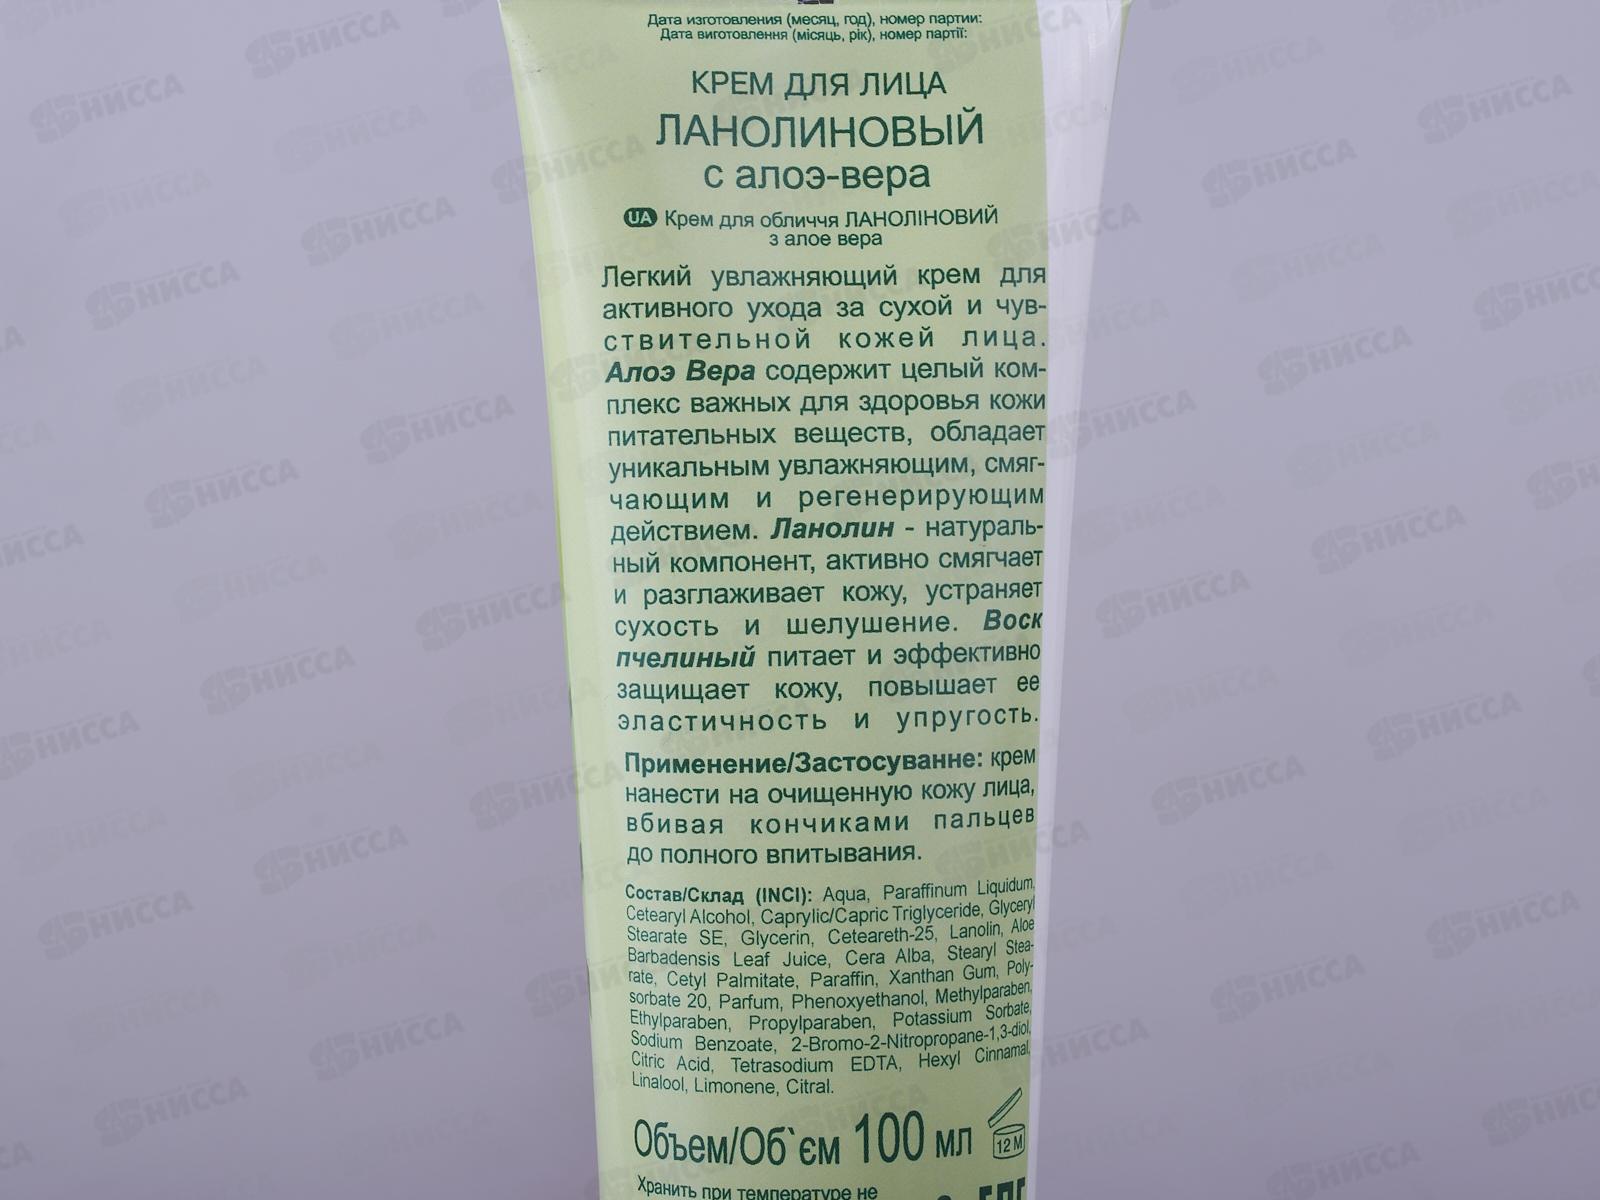 Дата изготовления (месяц, год), номер партии:
Дата виготовлення (місяць, рік), номер партії:
КРЕМ ДЛЯ ЛИЦА
ЛАНОЛИНОВЫЙ
с алоэ-вера
UA Крем для обличчя ЛАНОЛІНОВИЙ
з алое вера
Легкий увлажняющий крем для
активного ухода за сухой и чув-
ствительной кожей лица.
Алоэ Вера содержит целый ком-
плекс важных для здоровья кожи
питательных веществ, обладает
уникальным увлажняющим, смяг-
чающим и регенерирующим
действием. Ланолин - натураль-
ный компонент, активно смягчает
и разглаживает кожу, устраняет
сухость и шелушение. Воск
пчелиный питает и эффективно
защищает кожу, повышает ее
эластичность и упругость.
Применение/Застосуванне: крем
нанести на очищенную кожу лица,
вбивая кончиками пальцев
до полного впитывания.
Состав/Склад (INCI): Aqua, Paraffinum Liquidum,
Cetearyl Alcohol, Caprylic/Capric Triglyceride, Glyceryl
Stearate SE, Glycerin, Ceteareth-25, Lanolin, Aloe
Barbadensis Leaf Juice, Cera Alba, Stearyl Stea-
rate, Cetyl Palmitate, Paraffin, Xanthan Gum, Poly-
sorbate 20, Parfum, Phenoxyethanol, Methylparaben,
Ethylparaben, Propylparaben, Potassium Sorbate,
Sodium Benzoate, 2-Bromo-2-Nitropropane-1,3-diol,
Citric Acid, Tetrasodium EDTA, Hexyl Cinnamal,
Linalool, Limonene, Citral.
Объем/Об`єм 100 мл
12 M
Хранить при температуре не